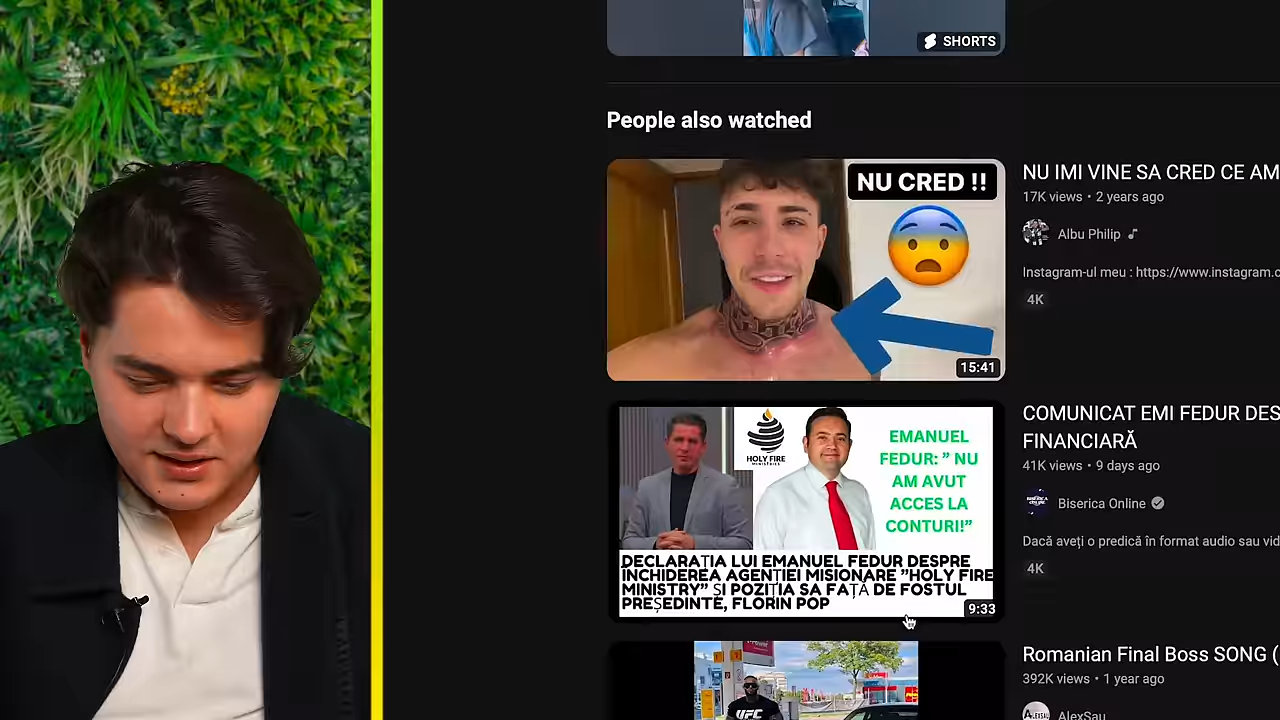 SHORTS
People also watched
NU CRED !!
15:41
NU IMI VINE SA CRED CE AM
17K views • 2 years ago
Albu Philip ♪
Instagram-ul meu : https://www.instagram.c
4K
HOLY FIRE
MINISTRIES
EMANUEL
FEDUR: ” NU
AM AVUT
ACCES LA
CONTURI!”
DECLARAȚIA LUI EMANUEL FEDUR DESPRE
ÎNCHIDEREA AGENȚIEI MISIONARE ”HOLY FIRE
MINISTRY” ȘI POZIȚIA SA FAȚĂ DE FOSTUL
PREȘEDINTE, FLORIN POP
9:33
COMUNICAT EMI FEDUR DES
FINANCIARĂ
41K views • 9 days ago
Biserica Online
Dacă aveți o predică în format audio sau vid
4K
UFC
Romanian Final Boss SONG (
392K views • 1 year ago
AlexSau